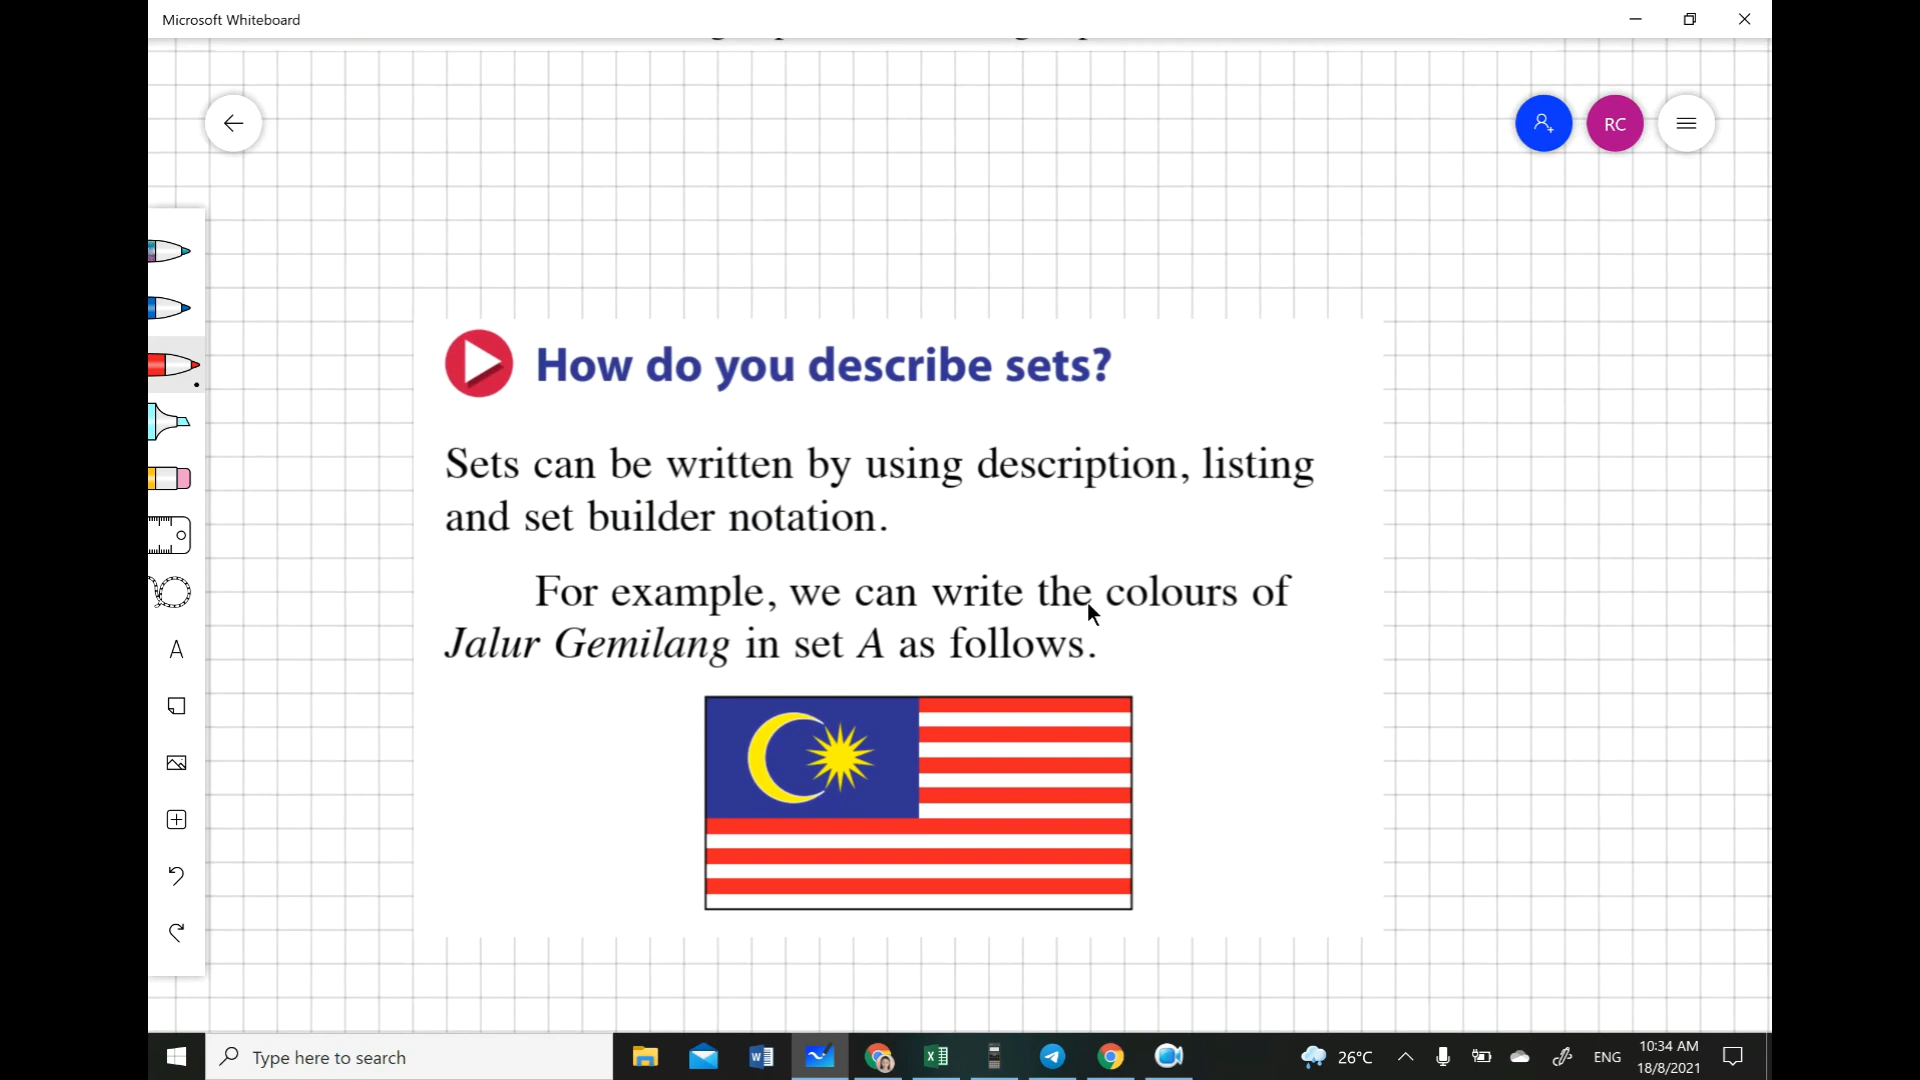 Microsoft Whiteboard
RC
How do you describe sets?
Sets can be written by using description, listing
and set builder notation.
For example, we can write the colours of
Jalur Gemilang in set A as follows.
Type here to search
26°C
ENG
10:34 AM
18/8/2021